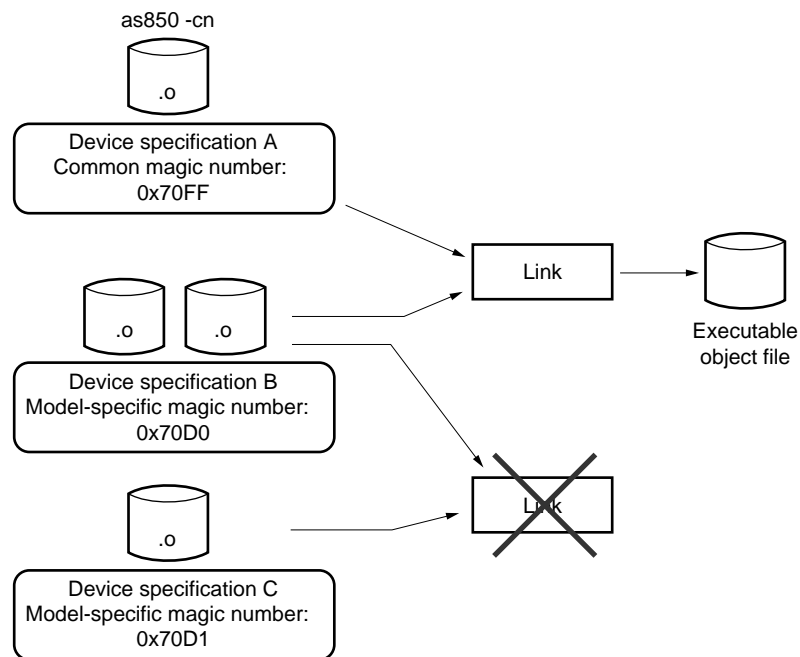 as850 -cn
.o
Device specification A
Common magic number:
0x70FF
Link
Executable
object file
.o
.o
Device specification B
Model-specific magic number:
0x70D0
Link
.o
Device specification C
Model-specific magic number:
0x70D1